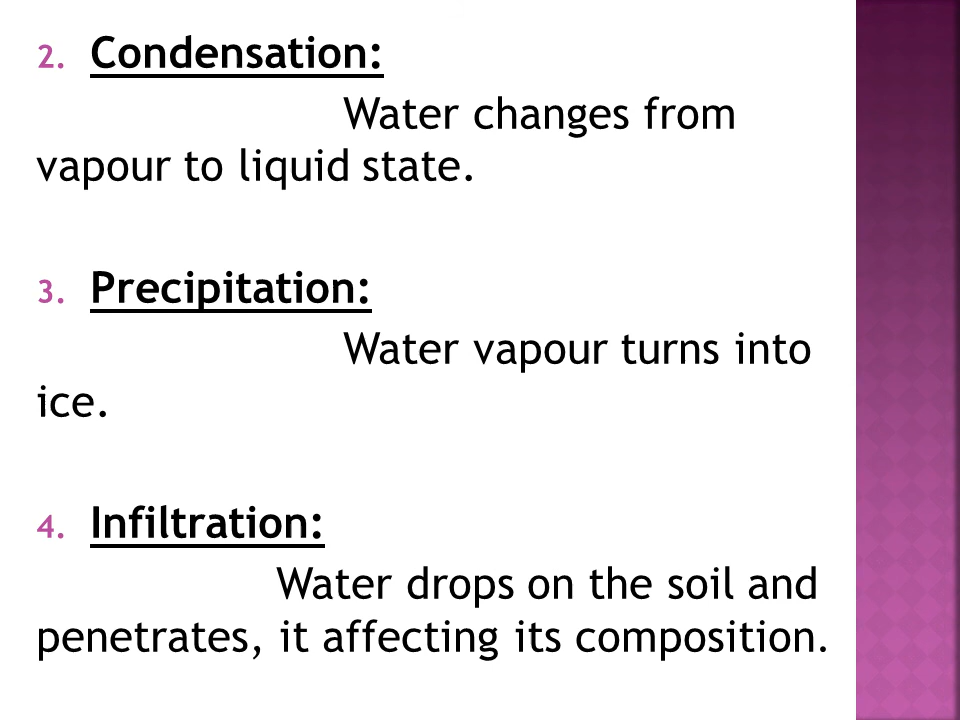 2. Condensation:
Water changes from
vapour to liquid state.
3. Precipitation:
Water vapour turns into
ice.
4. Infiltration:
Water drops on the soil and
penetrates, it affecting its composition.